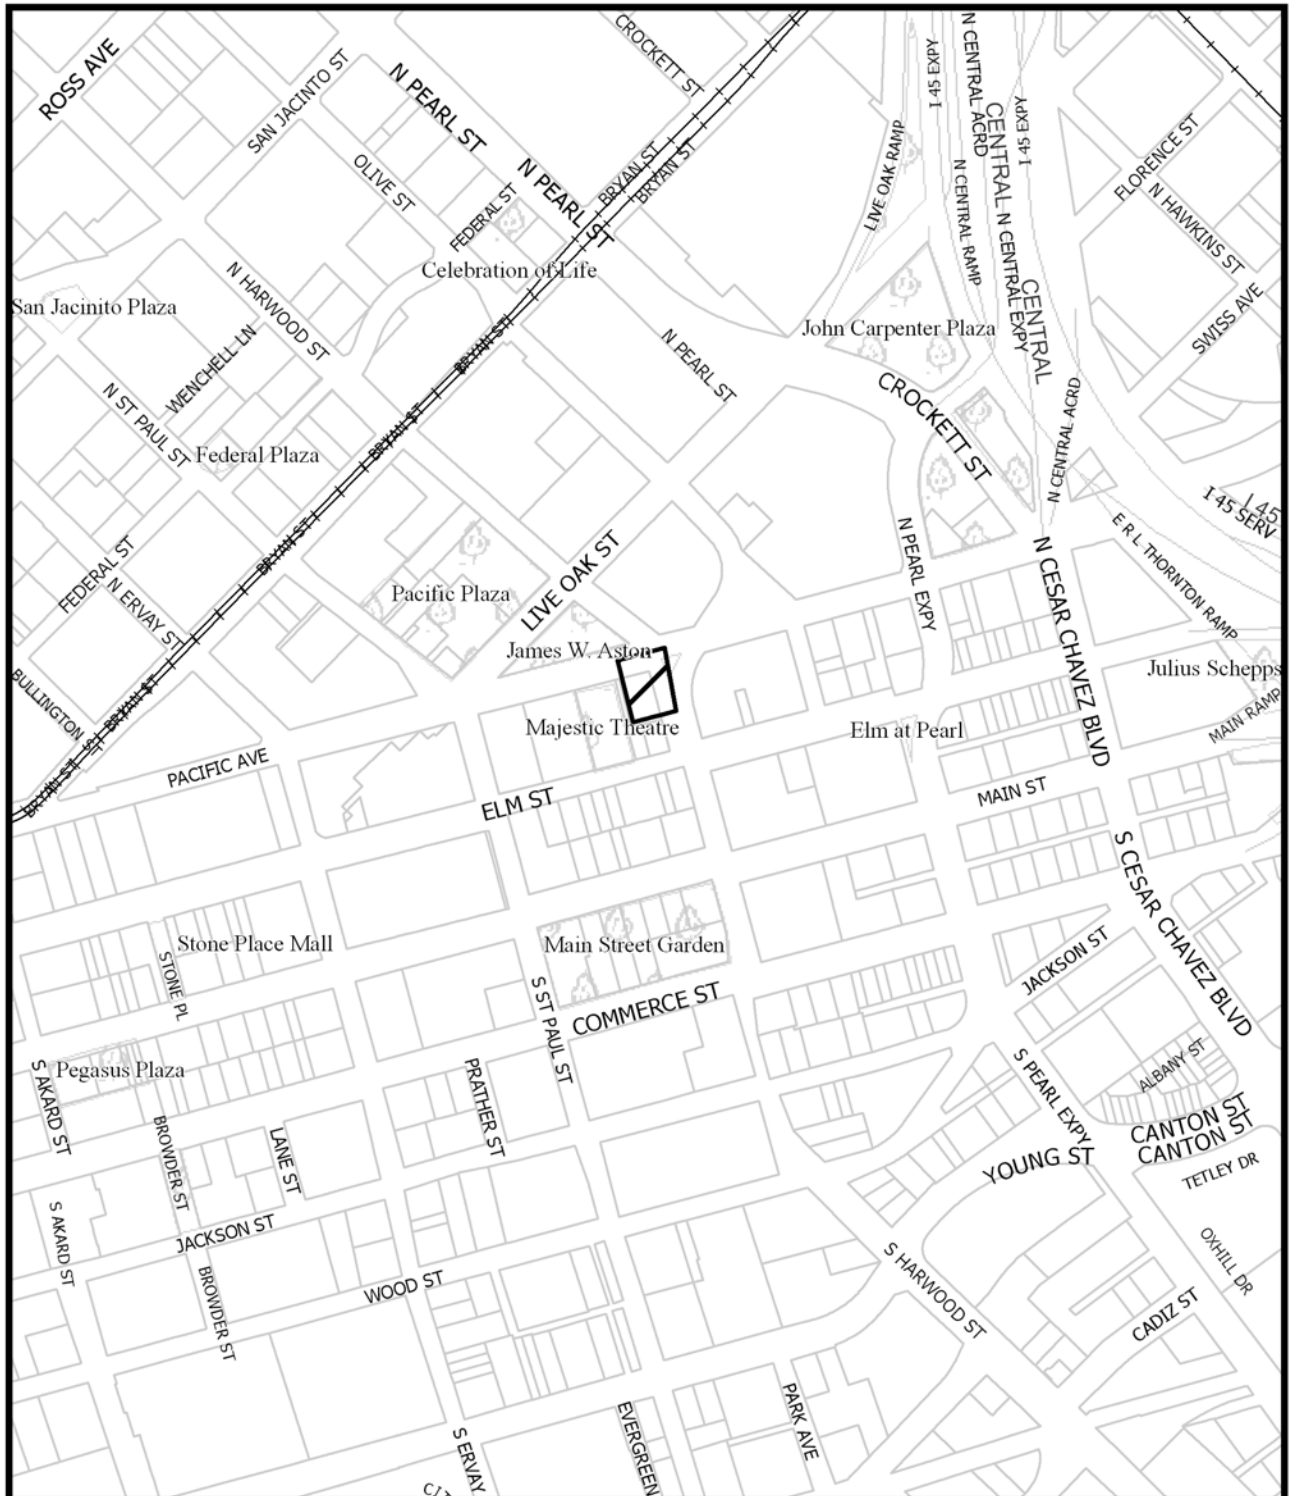 ROSS AVE
SAN JACINTO ST
N PEARL ST
CROCKETT ST
N CENTRAL ACRD
I 45 EXPY
I 45 EXPY
CENTRAL
OLIVE ST
FEDERAL ST
N PEARL ST
BRYAN ST
BRYAN ST
LIVE OAK RAMP
N CENTRAL RAMP
N CENTRAL EXPY
CENTRAL
FLORENCE ST
N HAWKINS ST
SWISS AVE
Celebration of Life
San Jacinito Plaza
N HARWOOD ST
WENCHELL LN
BRYAN ST
N PEARL ST
John Carpenter Plaza
CROCKETT ST
N CENTRAL ACRD
N ST PAUL ST
Federal Plaza
BRYAN ST
I 45
I 45 SERV
E R L THORNTON RAMP
FEDERAL ST
N ERVAY ST
BRYAN ST
Pacific Plaza
LIVE OAK ST
N PEARL EXPY
N CESAR CHAVEZ BLVD
James W. Aston
Julius Schepps
MAIN RAMP
BULLINGTON ST
BRYAN ST
BRYAN ST
Majestic Theatre
Elm at Pearl
PACIFIC AVE
ELM ST
MAIN ST
S CESAR CHAVEZ BLVD
Stone Place Mall
STONE PL
Main Street Garden
JACKSON ST
S ST PAUL ST
COMMERCE ST
Pegasus Plaza
S AKARD ST
PRATHER ST
S PEARL EXPY
ALBANY ST
CANTON ST
CANTON ST
BROWDER ST
LANE ST
YOUNG ST
TETLEY DR
S AKARD ST
JACKSON ST
BROWDER ST
WOOD ST
S HARWOOD ST
OXHILL DR
CADIZ ST
S ERVAY
EVERGREEN
PARK AVE